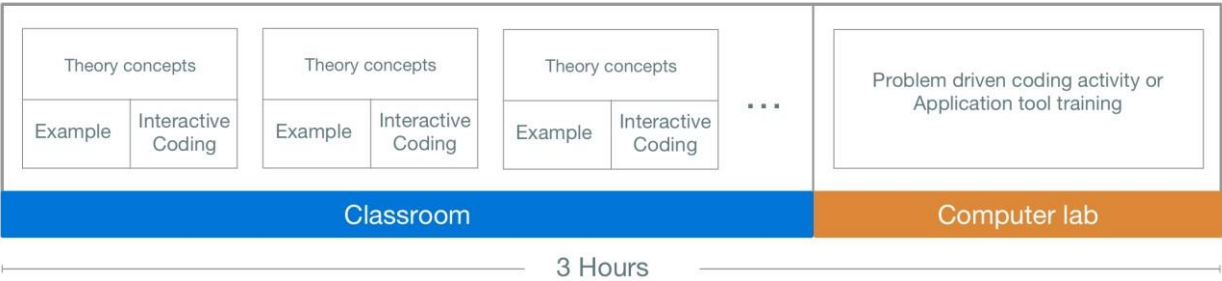 Theory concepts
Example
Interactive
Coding
Theory concepts
Example
Interactive
Coding
Theory concepts
Example
Interactive
Coding
...
Problem driven coding activity or
Application tool training
Classroom
Computer lab
3 Hours